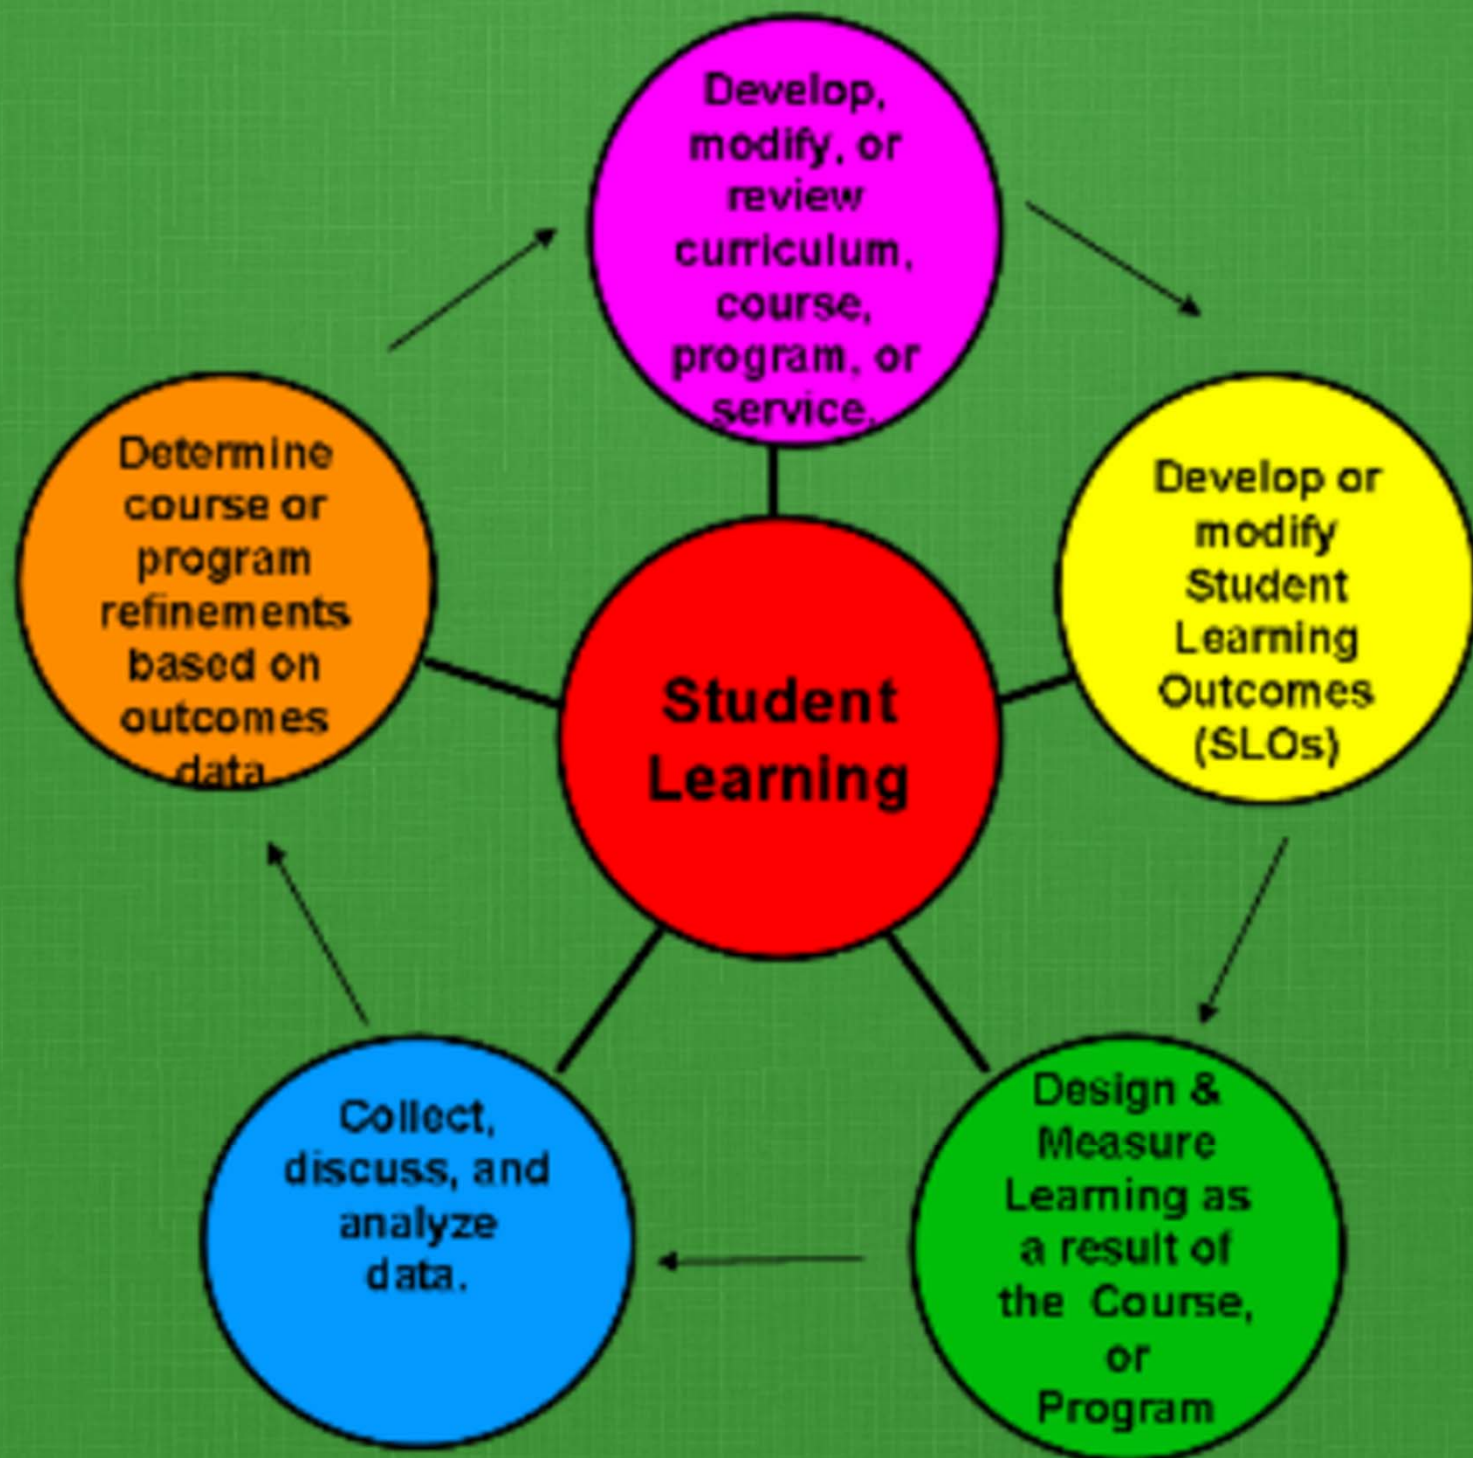 Develop,
modify, or
review
curriculum,
course,
program, or
service.
Develop or
modify
Student
Learning
Outcomes
(SLOs)
Design &
Measure
Learning as
a result of
the Course,
or
Program
Collect,
discuss, and
analyze
data.
Determine
course or
program
refinements
based on
outcomes
data
Student
Learning